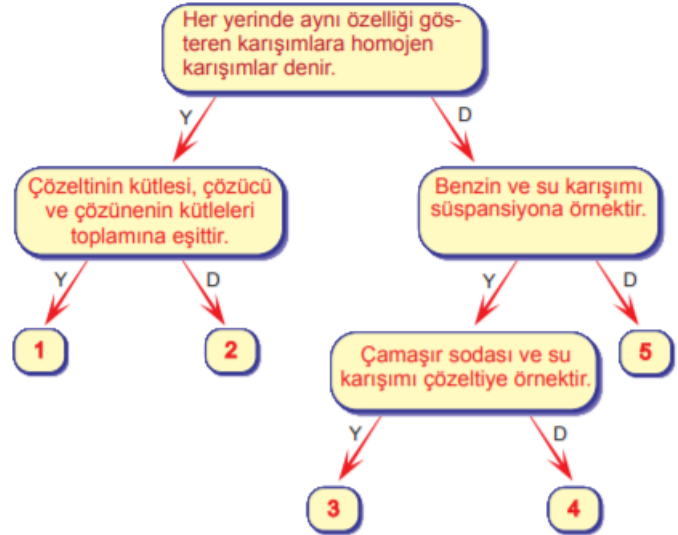 Her yerinde aynı özelliği gös-
teren karışımlara homojen
karışımlar denir.
Y
D
Çözeltinin kütlesi, çözücü
ve çözünenin kütleleri
toplamına eşittir.
Benzin ve su karışımı
süspansiyona örnektir.
Y
D
Y
D
1
2
Çamaşır sodası ve su
karışımı çözeltiye örnektir.
5
Y
D
3
4